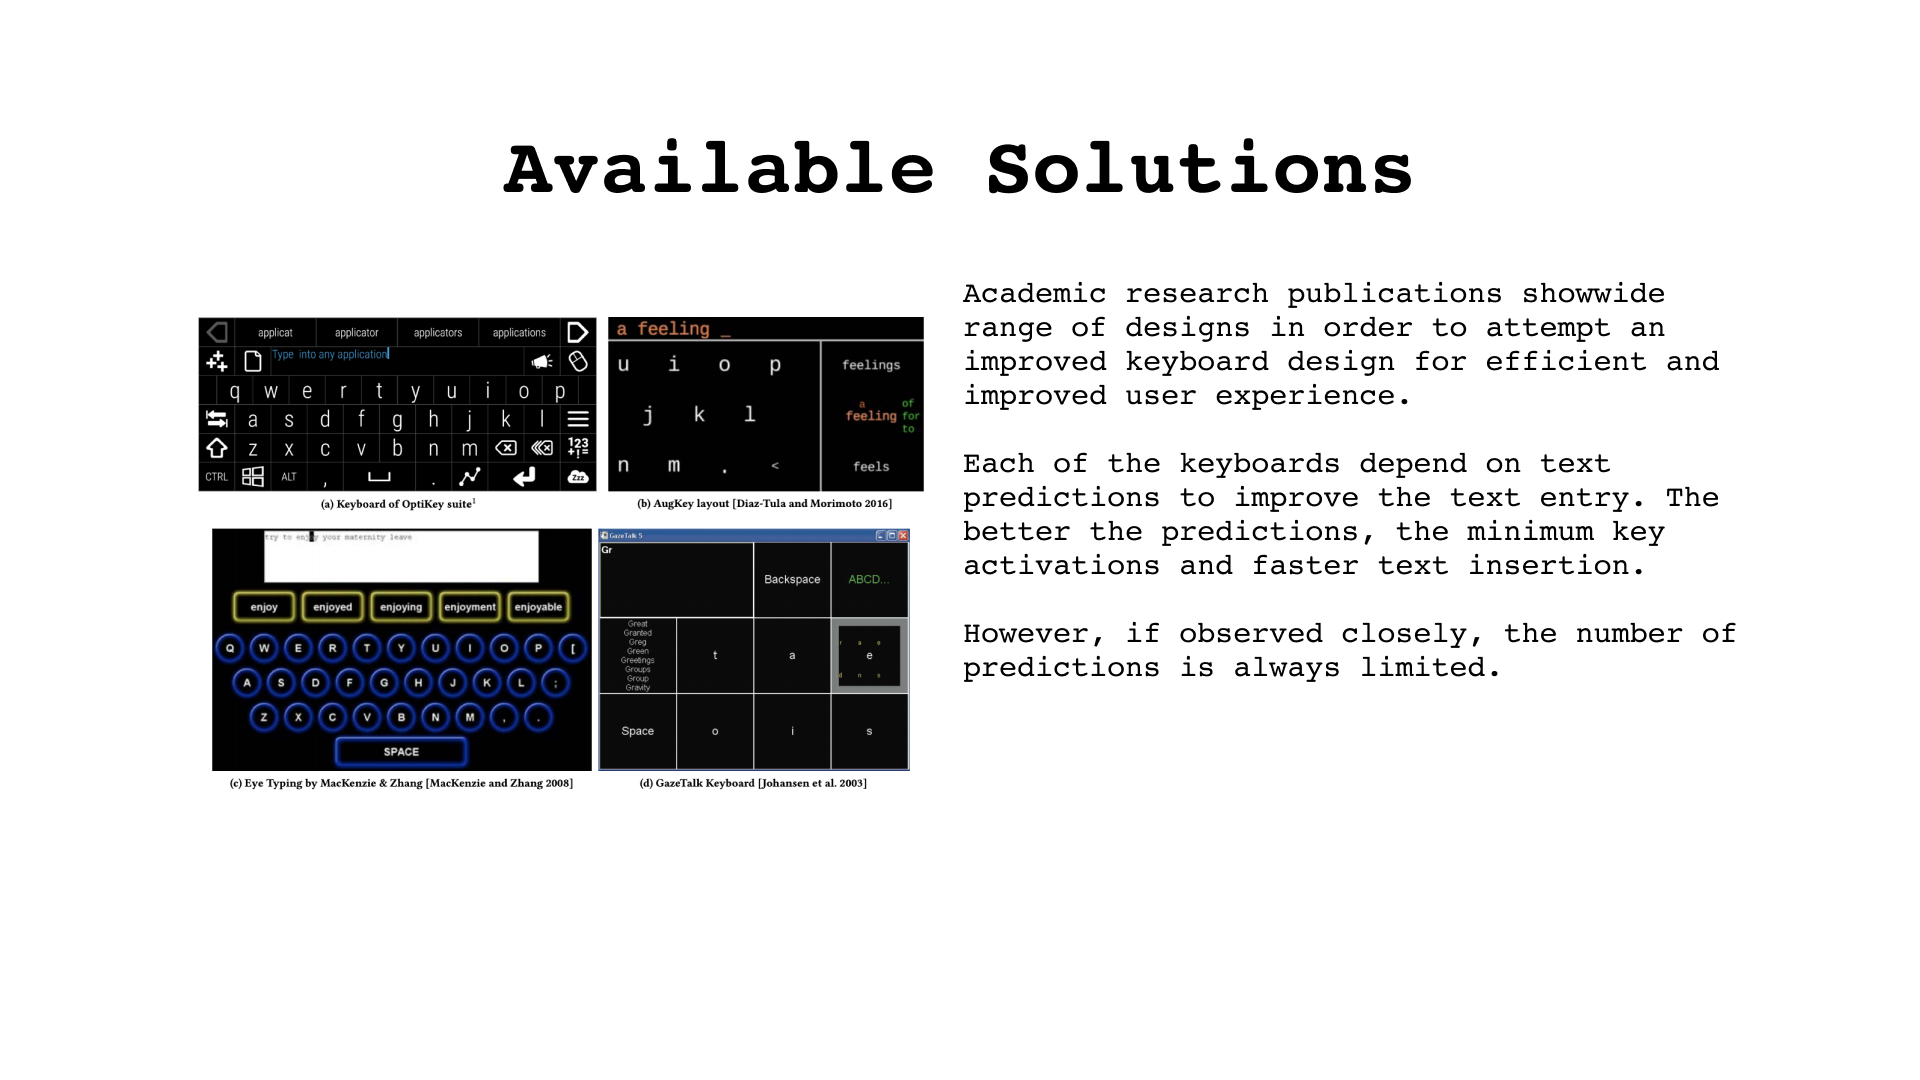 Available Solutions
applicat applicator applicators applications
Type into any application
q w e r t y u i o p
a s d f g h j k l
z x c v b n m 123 +!=
CTRL ALT , . Zzz
(a) Keyboard of OptiKey suite1
a feeling _
u i o p feelings
j k l a feeling of for to
n m . < feels
(b) AugKey layout [Diaz-Tula and Morimoto 2016]
try to enjoy your maternity leave
enjoy enjoyed enjoying enjoyment enjoyable
Q W E R T Y U I O P [
A S D F G H J K L ;
Z X C V B N M , .
SPACE
(c) Eye Typing by MacKenzie & Zhang [MacKenzie and Zhang 2008]
GazeTalk 5
Gr
Backspace ABCD...
Great
Granted
Greg
Green
Greetings
Groups
Group
Gravity
t a
r a e
e
d n s
Space o i s
(d) GazeTalk Keyboard [Johansen et al. 2003]
Academic research publications showwide
range of designs in order to attempt an
improved keyboard design for efficient and
improved user experience.
Each of the keyboards depend on text
predictions to improve the text entry. The
better the predictions, the minimum key
activations and faster text insertion.
However, if observed closely, the number of
predictions is always limited.